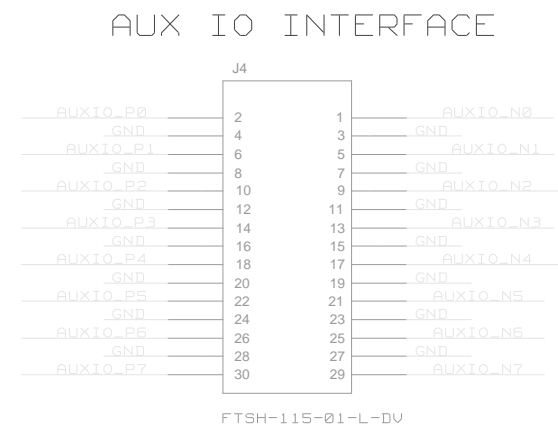 AUX IO INTERFACE
J4
AUXIO_P0 2 1 AUXIO_N0
GND 4 3 GND
AUXIO_P1 6 5 AUXIO_N1
GND 8 7 GND
AUXIO_P2 10 9 AUXIO_N2
GND 12 11 GND
AUXIO_P3 14 13 AUXIO_N3
GND 16 15 GND
AUXIO_P4 18 17 AUXIO_N4
GND 20 19 GND
AUXIO_P5 22 21 AUXIO_N5
GND 24 23 GND
AUXIO_P6 26 25 AUXIO_N6
GND 28 27 GND
AUXIO_P7 30 29 AUXIO_N7
FTSH-115-01-L-DV